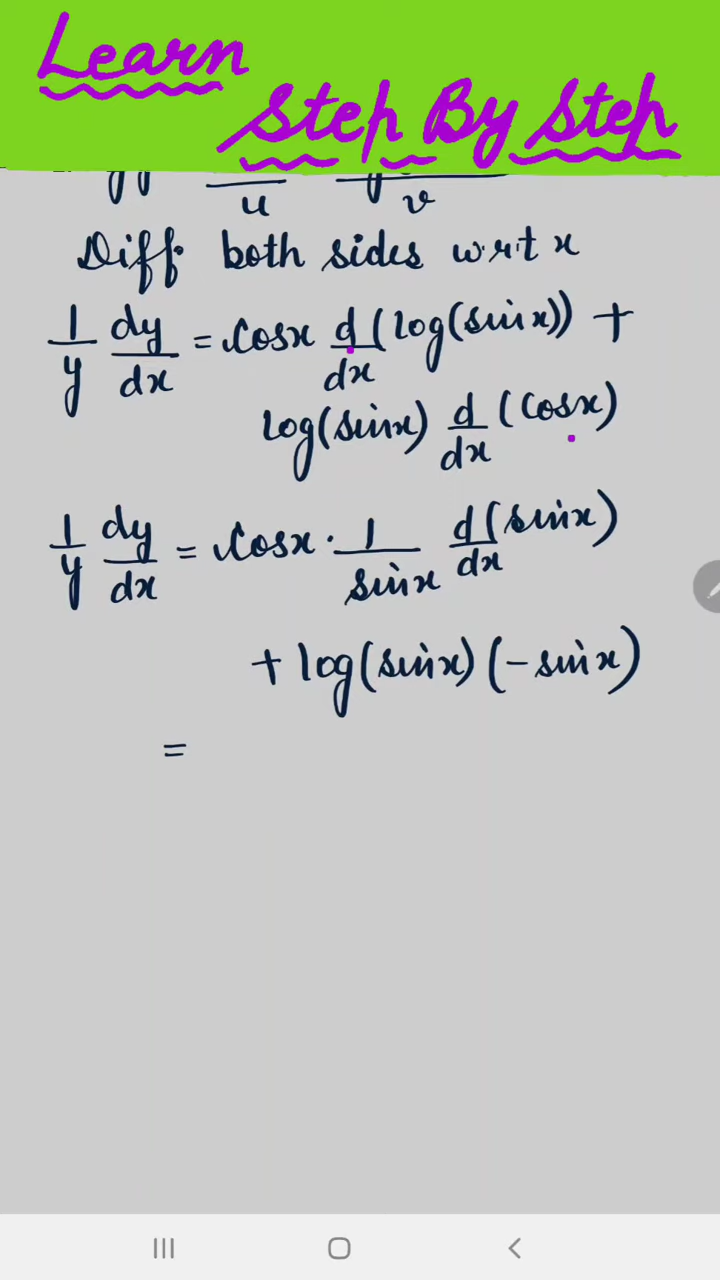 Learn
Step By Step
u v
Diff. both sides w.r.t x
1/y dy/dx = cosx d/dx (log(sinx)) +
log(sinx) d/dx (cosx)
1/y dy/dx = cosx · 1/sinx d/dx (sinx)
+ log(sinx) (-sinx)
=